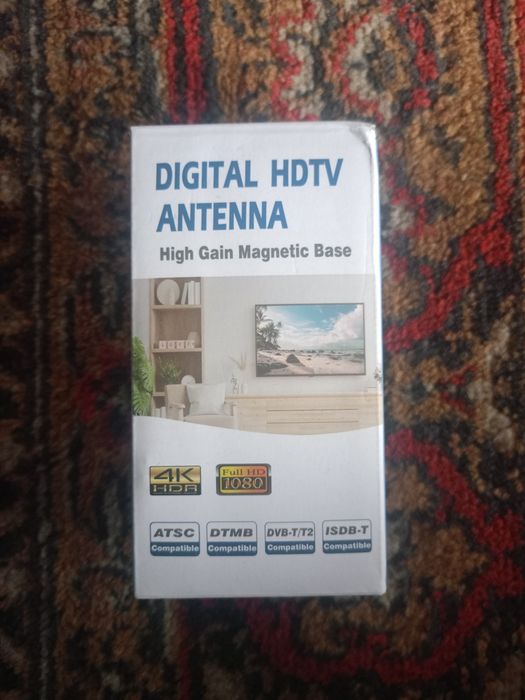 DIGITAL HDTV
ANTENNA
High Gain Magnetic Base
4K
HDR
Full HD
1080
ATSC
Compatible
DTMB
Compatible
DVB-T/T2
Compatible
ISDB-T
Compatible